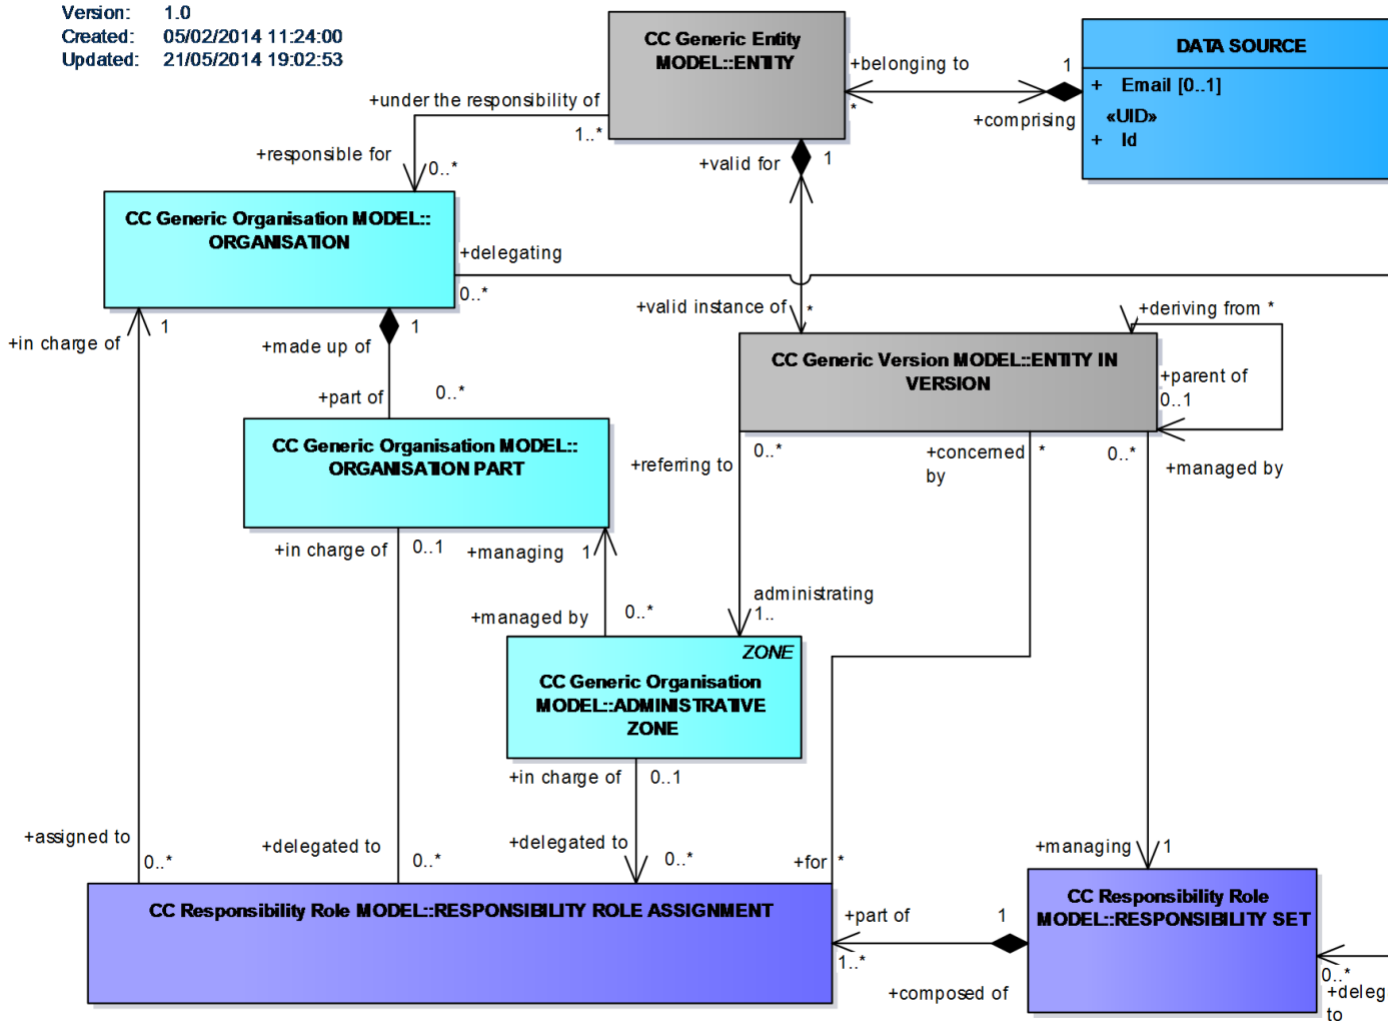 Version: 1.0
Created: 05/02/2014 11:24:00
Updated: 21/05/2014 19:02:53
CC Generic Entity
MODEL::ENTITY
DATA SOURCE
+ Email [0..1]
«UID»
+ Id
+belonging to
1
*
+comprising
+under the responsibility of
1..*
+responsible for
0..*
+valid for
1
CC Generic Organisation MODEL::
ORGANISATION
+delegating
0..*
+valid instance of
*
+deriving from *
+in charge of
1
1
+made up of
CC Generic Version MODEL::ENTITY IN
VERSION
+parent of
0..1
+part of
0..*
CC Generic Organisation MODEL::
ORGANISATION PART
+referring to
0..*
+concerned
by
*
0..*
+managed by
+in charge of
0..1
+managing
1
+managed by
0..*
administrating
1..
ZONE
CC Generic Organisation
MODEL::ADMINISTRATIVE
ZONE
+in charge of
0..1
+assigned to
0..*
+delegated to
0..*
+delegated to
0..*
+for
*
+managing
1
CC Responsibility Role MODEL::RESPONSIBILITY ROLE ASSIGNMENT
CC Responsibility Role
MODEL::RESPONSIBILITY SET
+part of
1
1..*
+composed of
0..*
+deleg
to